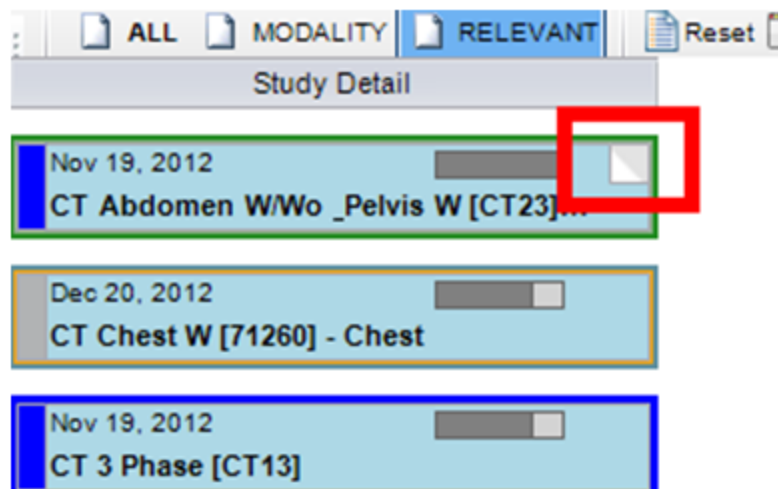 ALL MODALITY RELEVANT Reset
Study Detail
Nov 19, 2012
CT Abdomen W/Wo _Pelvis W [CT23]...
Dec 20, 2012
CT Chest W [71260] - Chest
Nov 19, 2012
CT 3 Phase [CT13]